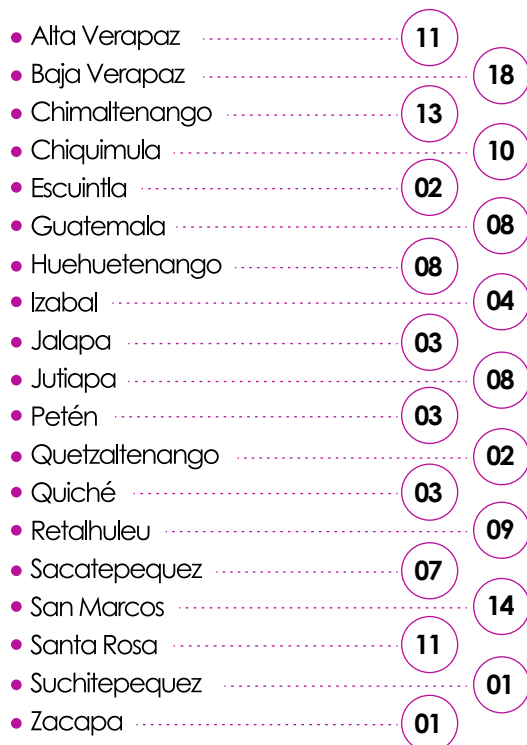 Alta Verapaz 11
Baja Verapaz 18
Chimaltenango 13
Chiquimula 10
Escuintla 02
Guatemala 08
Huehuetenango 08
Izabal 04
Jalapa 03
Jutiapa 08
Petén 03
Quetzaltenango 02
Quiché 03
Retalhuleu 09
Sacatepequez 07
San Marcos 14
Santa Rosa 11
Suchitepequez 01
Zacapa 01